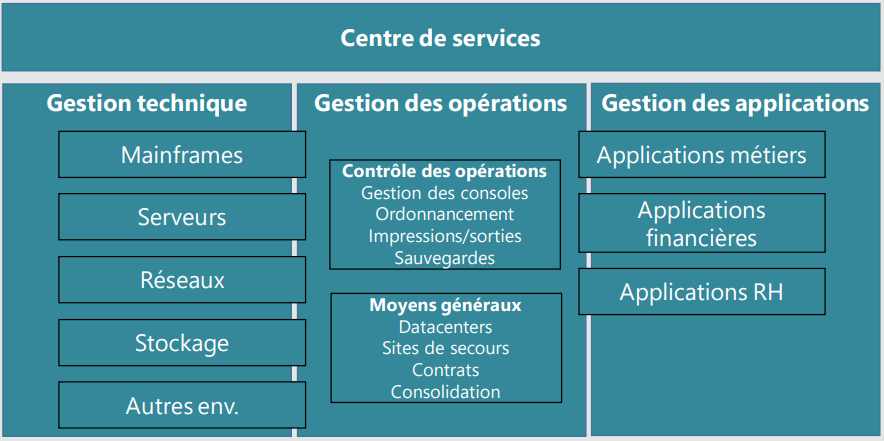 Centre de services
Gestion technique
Mainframes
Serveurs
Réseaux
Stockage
Autres env.
Gestion des opérations
Contrôle des opérations
Gestion des consoles
Ordonnancement
Impressions/sorties
Sauvegardes
Moyens généraux
Datacenters
Sites de secours
Contrats
Consolidation
Gestion des applications
Applications métiers
Applications
financières
Applications RH